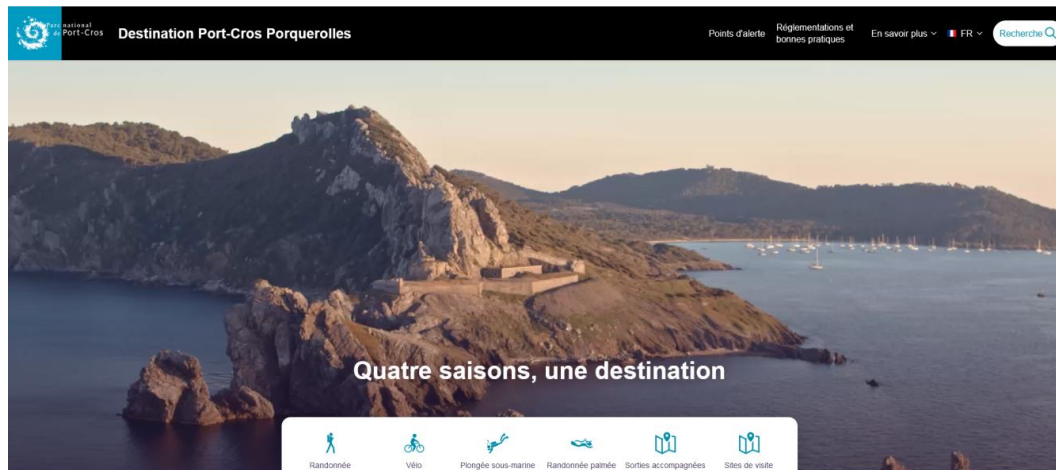 Parc national
de Port-Cros
Destination Port-Cros Porquerolles
Points d'alerte
Réglementations et
bonnes pratiques
En savoir plus
FR
Recherche
Quatre saisons, une destination
Randonnée
Vélo
Plongée sous-marine
Randonnée palmée
Sorties accompagnées
Sites de visite